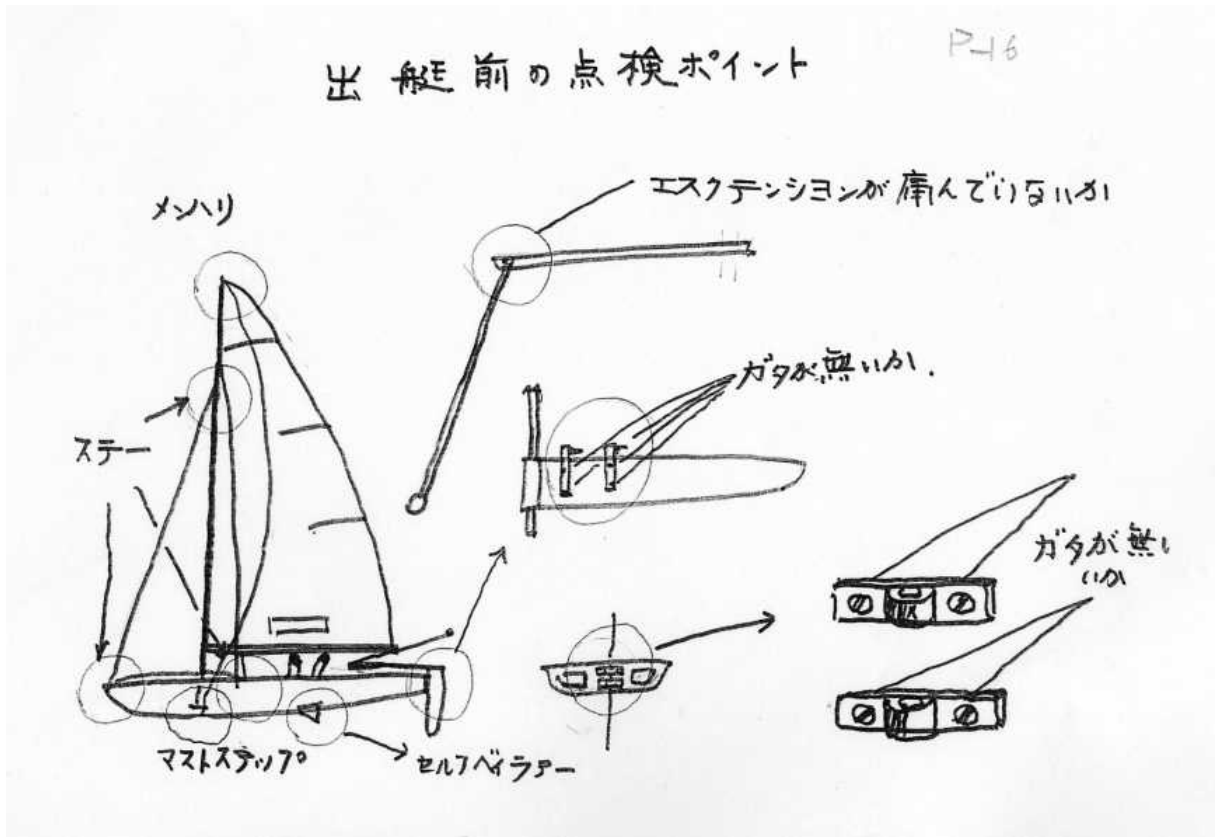 P-16
出艇前の点検ポイント
メンハリ
エスクテンションが痛んでいないか
ガタが無いか.
ステー
ガタが無い
いか
マストステップ
セルフベイラァー